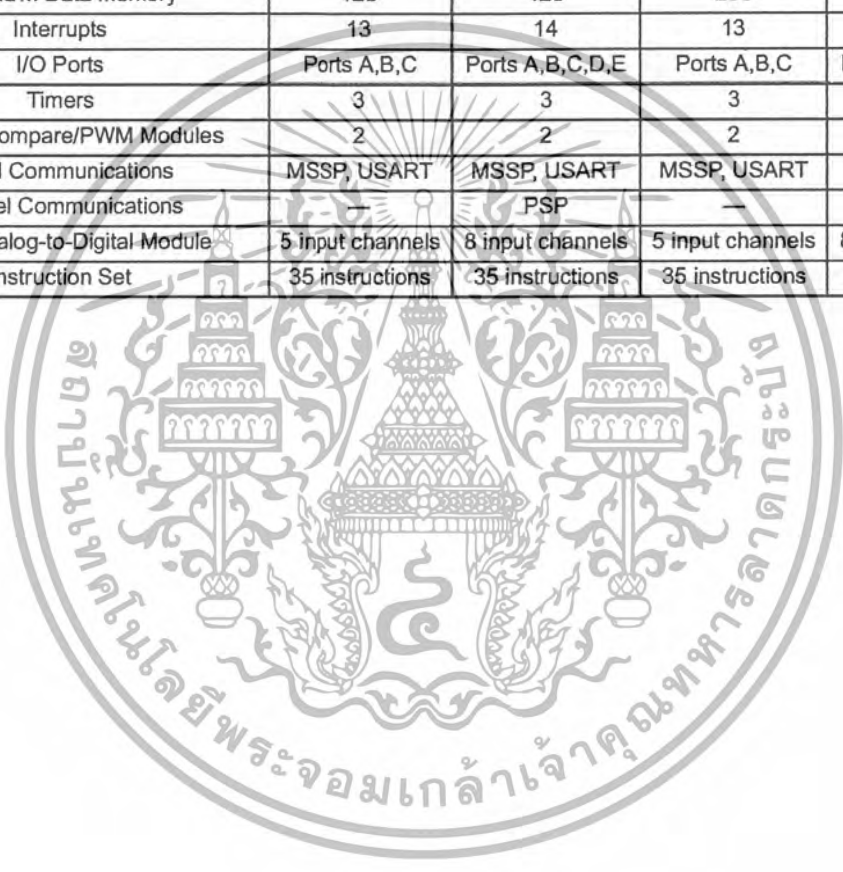 Interrupts 13 14 13
I/O Ports Ports A,B,C Ports A,B,C,D,E Ports A,B,C
Timers 3 3 3
ompare/PWM Modules 2 2 2
Communications MSSP, USART MSSP, USART MSSP, USART
el Communications — PSP —
alog-to-Digital Module 5 input channels 8 input channels 5 input channels 8
nstruction Set 35 instructions 35 instructions 35 instructions
สถาบันเทคโนโลยีพระจอมเกล้าเจ้าคุณทหารลาดกระบัง
๔